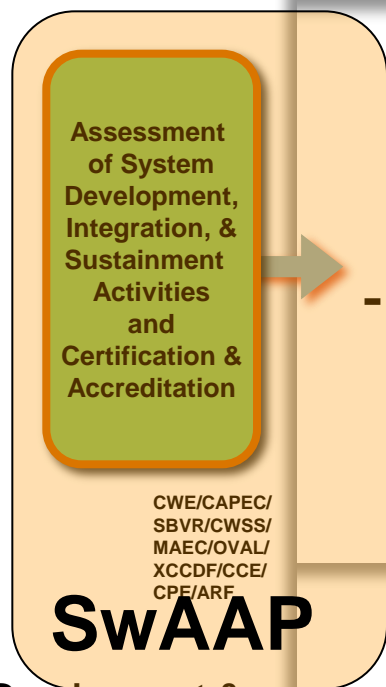 Assessment
of System
Development,
Integration, &
Sustainment
Activities
and
Certification &
Accreditation
-
CWE/CAPEC/
SBVR/CWSS/
MAEC/OVAL/
XCCDF/CCE/
CPE/ARF
SwAAP